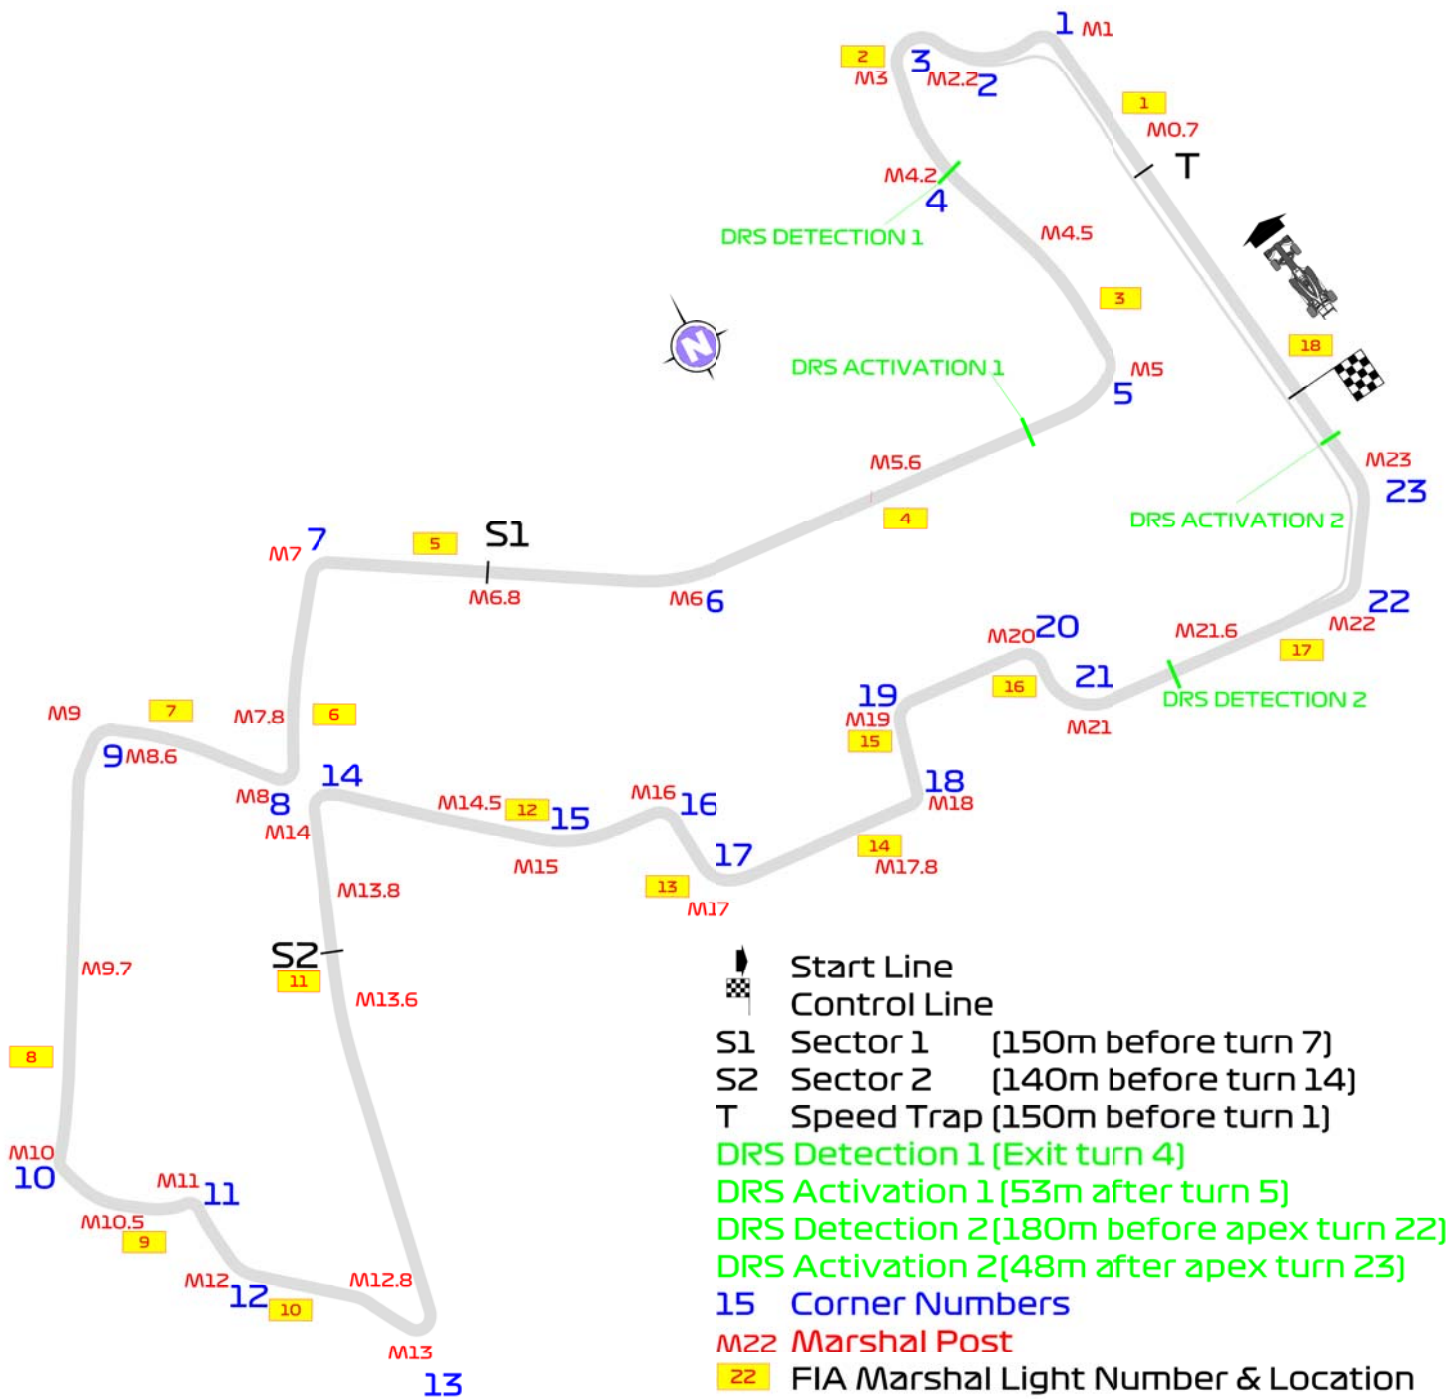 1 M1
2
3
M3 M2.2 2
1
M0.7
T
M4.2
4
DRS DETECTION 1
M4.5
3
N
18
DRS ACTIVATION 1
M5
5
M5.6
M23
23
4
DRS ACTIVATION 2
S1
7
5
M7
M6.8
M6 6
22
M22
20
M20
M21.6
17
21
16
19
DRS DETECTION 2
M9
7
M7.8
6
M19
M21
15
9 M8.6
14
18
M8 8
M14.5
12
15
M16
16
M18
M14
14
17
M15
M17.8
M13.8
13
M17
S2
M9.7
11
M13.6
8
M10
10
M11
11
M10.5
9
M12
12
M12.8
10
M13
13
Start Line
Control Line
S1 Sector 1 (150m before turn 7)
S2 Sector 2 (140m before turn 14)
T Speed Trap (150m before turn 1)
DRS Detection 1 (Exit turn 4)
DRS Activation 1 (53m after turn 5)
DRS Detection 2(180m before apex turn 22)
DRS Activation 2(48m after apex turn 23)
15 Corner Numbers
M22 Marshal Post
22 FIA Marshal Light Number & Location